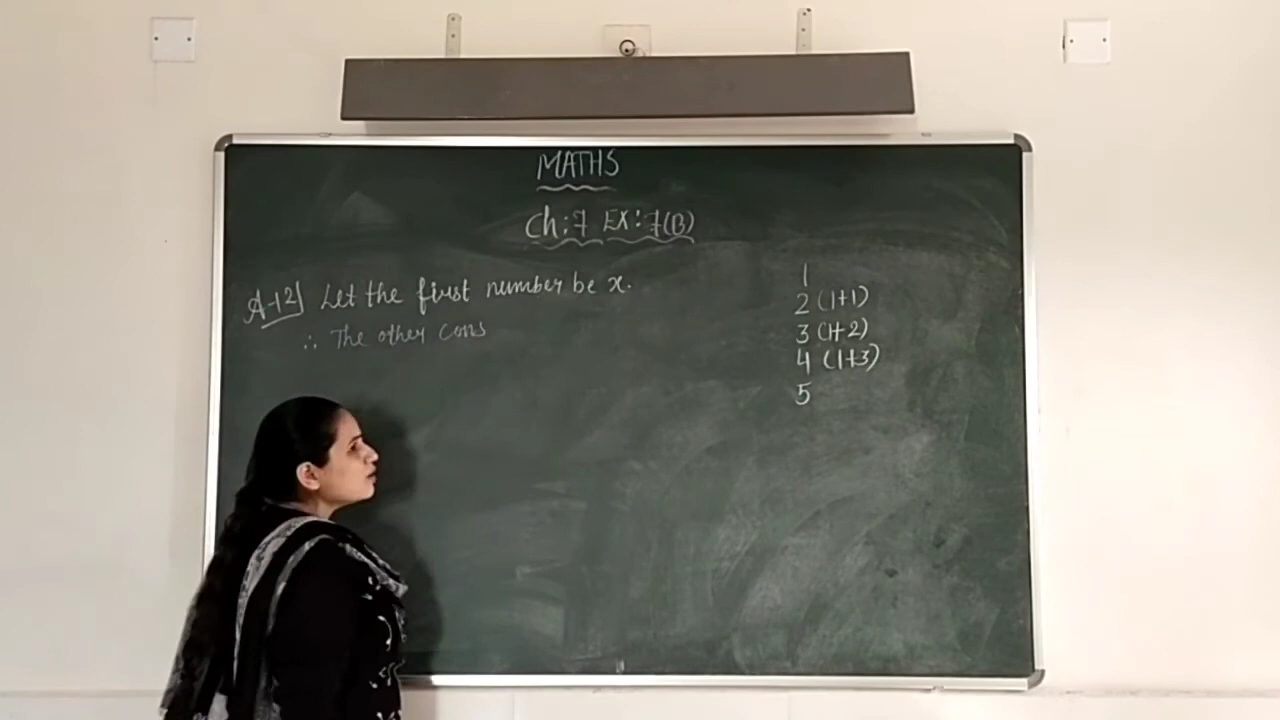 MATHS
Ch:7 EX:7(B)
A-12] Let the first number be x.
∴ The other cons
1
2 (1+1)
3 (1+2)
4 (1+3)
5